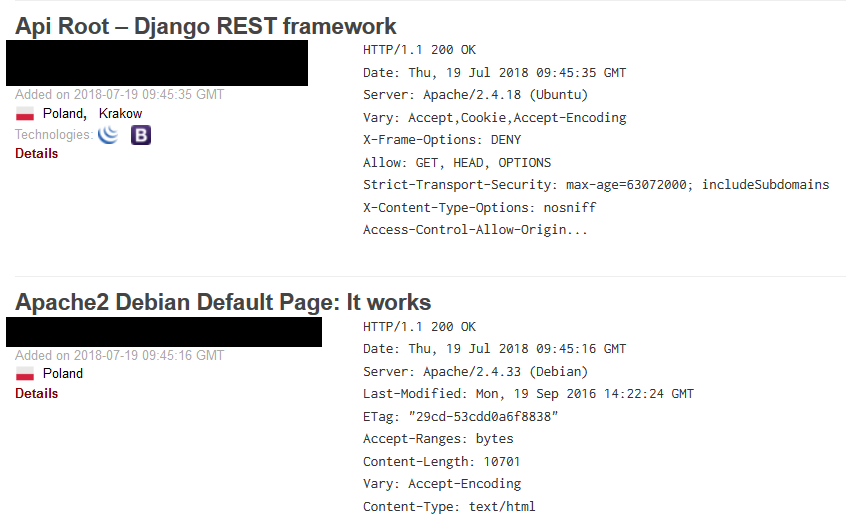 Api Root – Django REST framework
Added on 2018-07-19 09:45:35 GMT
Poland, Krakow
Technologies: B
Details
HTTP/1.1 200 OK
Date: Thu, 19 Jul 2018 09:45:35 GMT
Server: Apache/2.4.18 (Ubuntu)
Vary: Accept,Cookie,Accept-Encoding
X-Frame-Options: DENY
Allow: GET, HEAD, OPTIONS
Strict-Transport-Security: max-age=63072000; includeSubdomains
X-Content-Type-Options: nosniff
Access-Control-Allow-Origin...
Apache2 Debian Default Page: It works
Added on 2018-07-19 09:45:16 GMT
Poland
Details
HTTP/1.1 200 OK
Date: Thu, 19 Jul 2018 09:45:16 GMT
Server: Apache/2.4.33 (Debian)
Last-Modified: Mon, 19 Sep 2016 14:22:24 GMT
ETag: "29cd-53cdd0a6f8838"
Accept-Ranges: bytes
Content-Length: 10701
Vary: Accept-Encoding
Content-Type: text/html